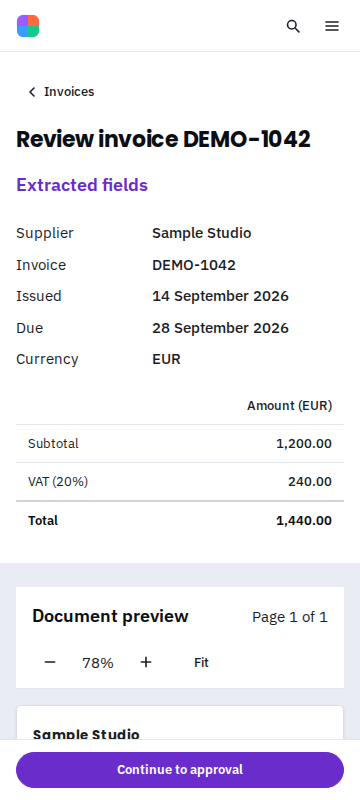 Invoices
Review invoice DEMO-1042
Extracted fields
Supplier Sample Studio
Invoice DEMO-1042
Issued 14 September 2026
Due 28 September 2026
Currency EUR
Amount (EUR)
Subtotal 1,200.00
VAT (20%) 240.00
Total 1,440.00
Document preview Page 1 of 1
78% Fit
Sample Studio
Continue to approval